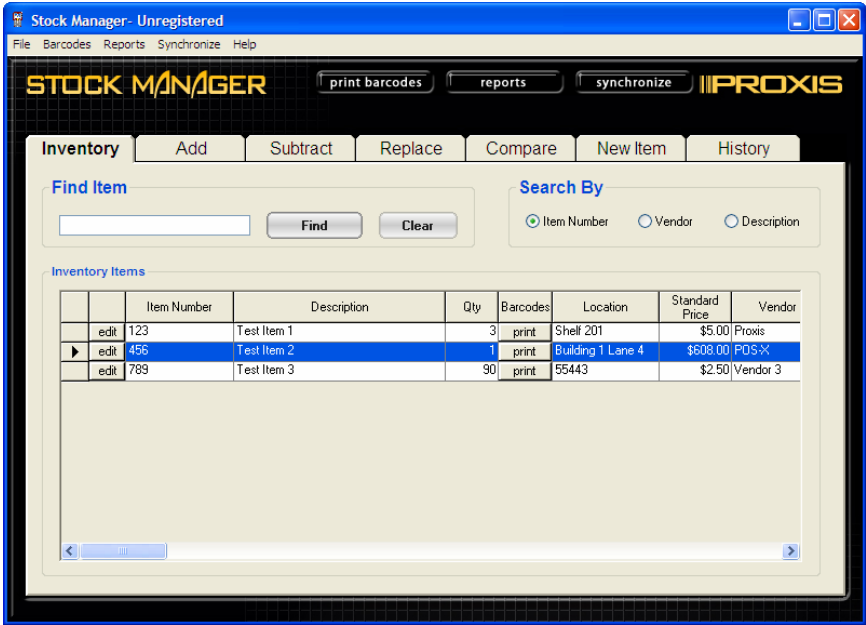 Stock Manager- Unregistered
File Barcodes Reports Synchronize Help
STOCK MANAGER print barcodes reports synchronize PROXIS
Inventory Add Subtract Replace Compare New Item History
Find Item Search By
Find Clear Item Number Vendor Description
Inventory Items
Item Number Description Qty Barcodes Location Standard Price Vendor
edit 123 Test Item 1 3 print Shelf 201 $5.00 Proxis
edit 456 Test Item 2 1 print Building 1 Lane 4 $608.00 POS-X
edit 789 Test Item 3 90 print 55443 $2.50 Vendor 3